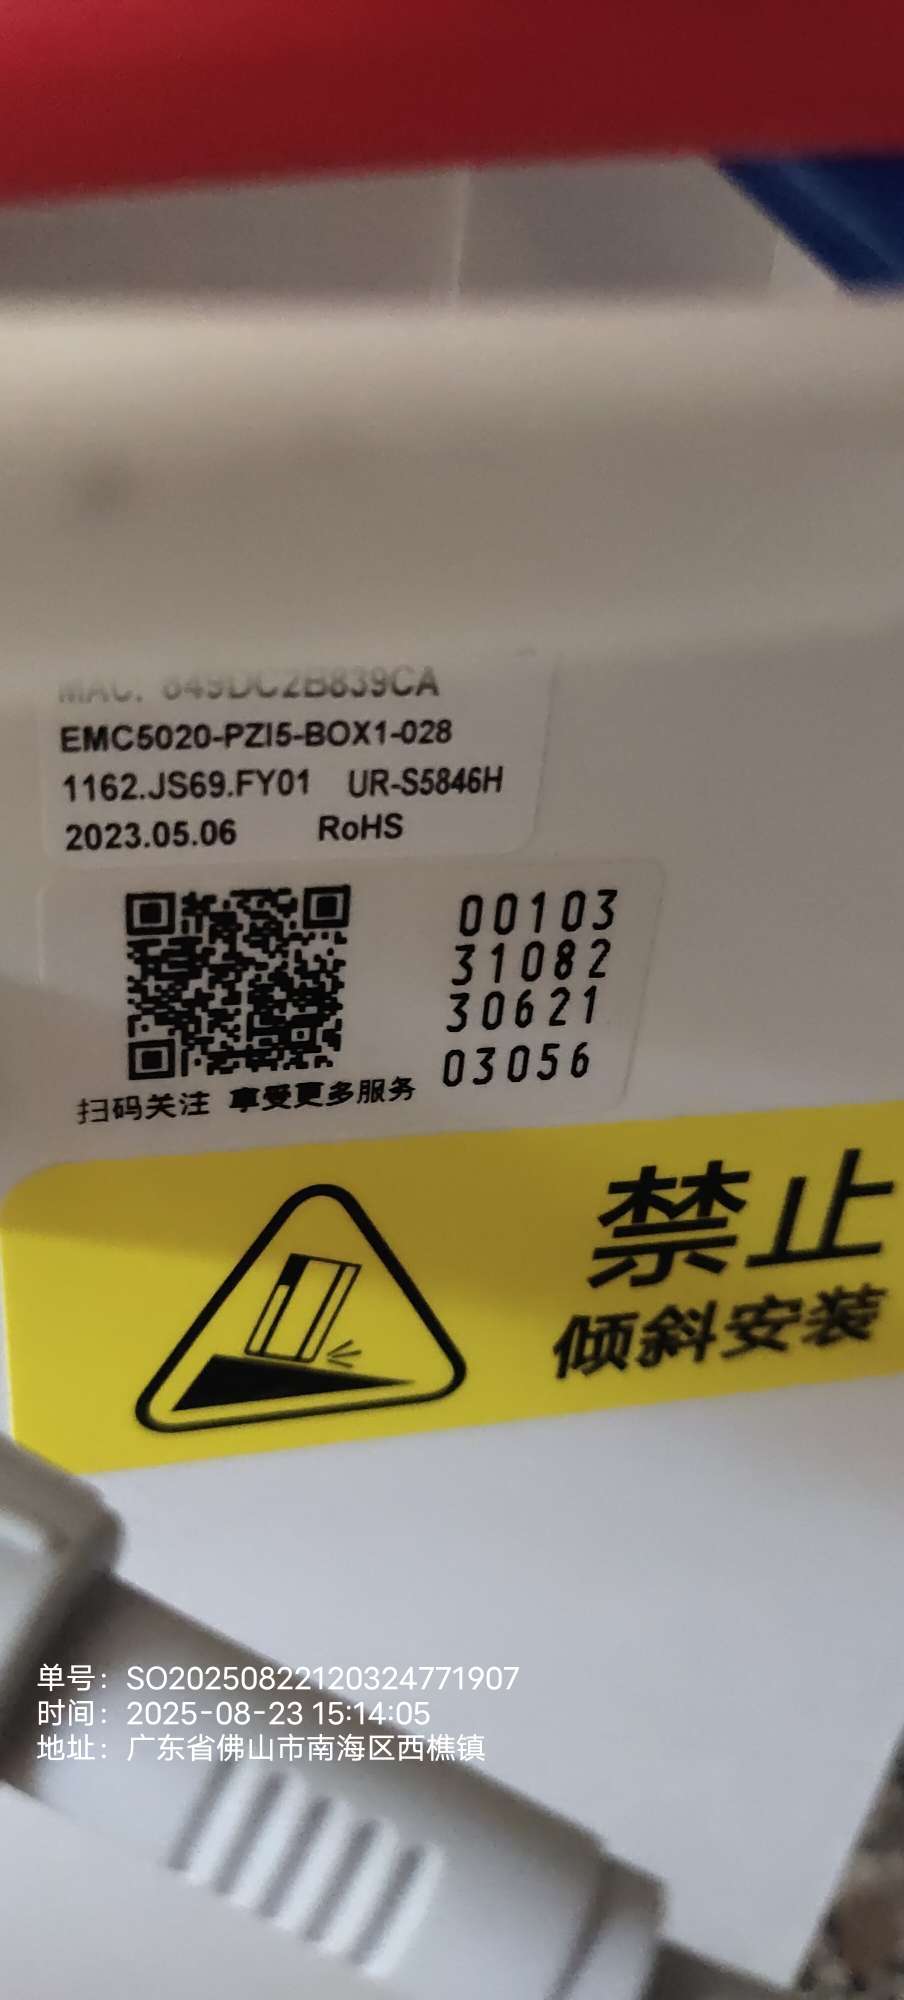 MAC: 849DC2B839CA
EMC5020-PZI5-BOX1-028
1162.JS69.FY01 UR-S5846H
2023.05.06 RoHS
00103
31082
30621
03056
扫码关注 享受更多服务
禁止
倾斜安装
单号：SO20250822120324771907
时间：2025-08-23 15:14:05
地址：广东省佛山市南海区西樵镇